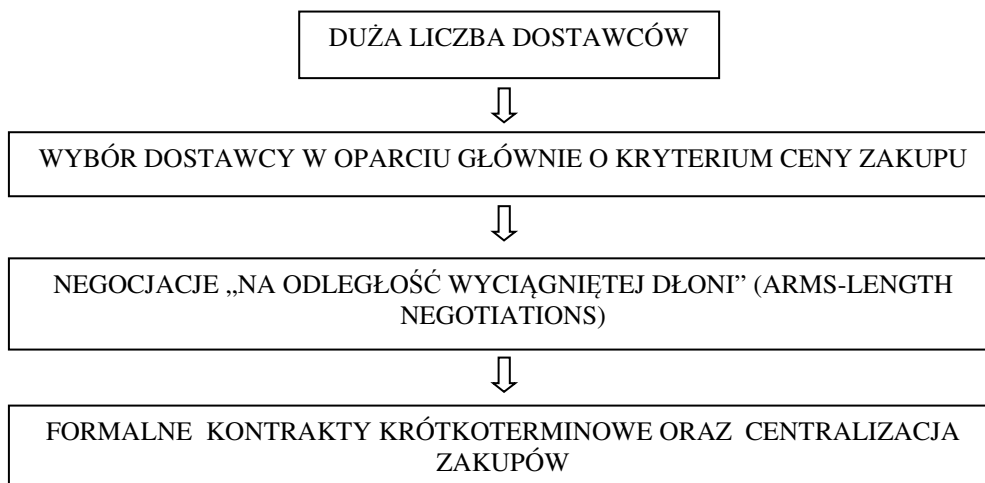 DUŻA LICZBA DOSTAWCÓW
WYBÓR DOSTAWCY W OPARCIU GŁÓWNIE O KRYTERIUM CENY ZAKUPU
NEGOCJACJE „NA ODLEGŁOŚĆ WYCIĄGNIĘTEJ DŁONI” (ARMS-LENGTH
NEGOTIATIONS)
FORMALNE KONTRAKTY KRÓTKOTERMINOWE ORAZ CENTRALIZACJA
ZAKUPÓW